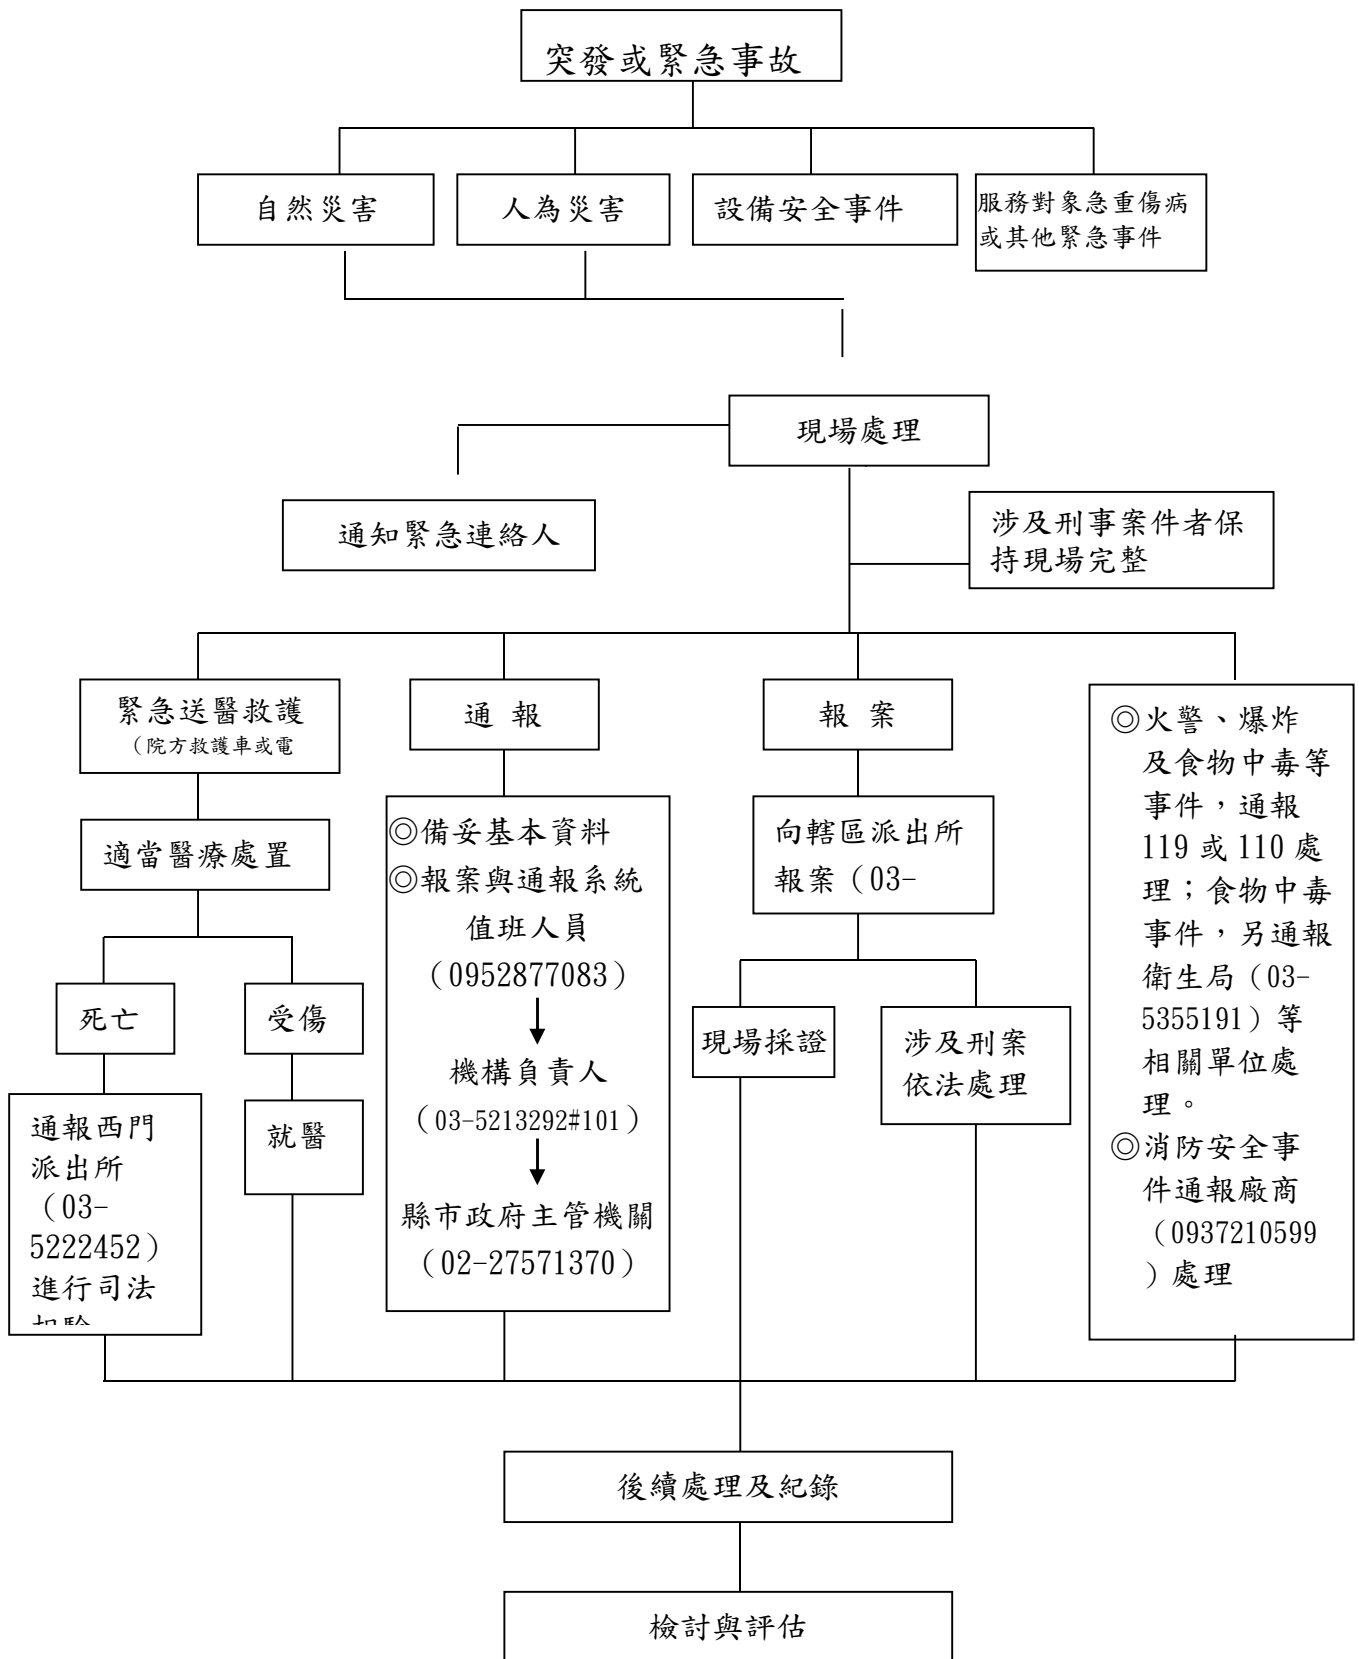 突發或緊急事故
自然災害
人為災害
設備安全事件
服務對象急重傷病
或其他緊急事件
現場處理
通知緊急連絡人
涉及刑事案件者保
持現場完整
緊急送醫救護
（院方救護車或電
適當醫療處置
死亡
受傷
通報西門
派出所
（03-
5222452）
進行司法
就醫
通 報
◎備妥基本資料
◎報案與通報系統
值班人員
（0952877083）
機構負責人
（03-5213292#101）
縣市政府主管機關
（02-27571370）
報 案
向轄區派出所
報案（03-
現場採證
涉及刑案
依法處理
◎火警、爆炸
及食物中毒等
事件，通報
119 或 110 處
理；食物中毒
事件，另通報
衛生局（03-
5355191）等
相關單位處
理。
◎消防安全事
件通報廠商
（0937210599
）處理
後續處理及紀錄
檢討與評估